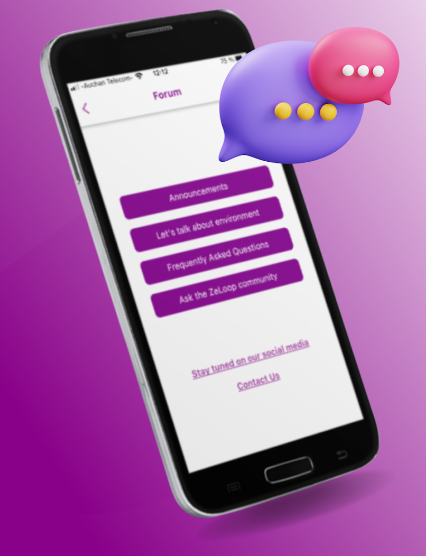 -Auchan Telecom- 12:12 75 %
Forum
Announcements
Let's talk about environment
Frequently Asked Questions
Ask the ZeLoop community
Stay tuned on our social media
Contact Us